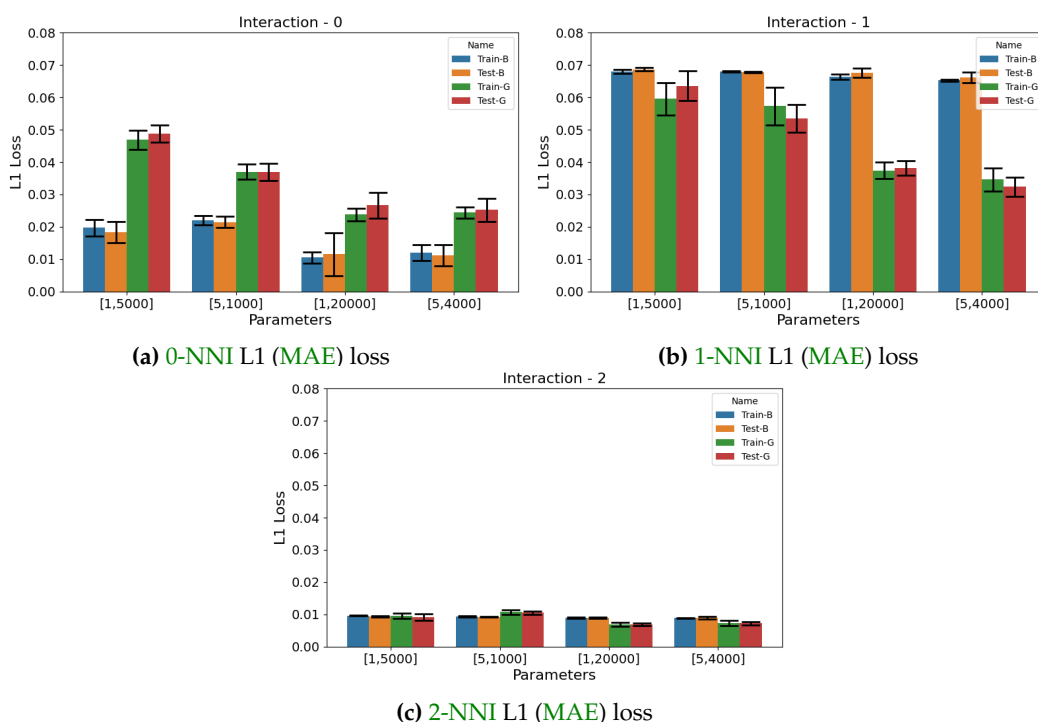 Interaction - 0
0.08
0.07
0.06
0.05
0.04
0.03
0.02
0.01
0.00
L1 Loss
Name
Train-B
Test-B
Train-G
Test-G
[1,5000] [5,1000] [1,20000] [5,4000]
Parameters
(a) 0-NNI L1 (MAE) loss
Interaction - 1
0.08
0.07
0.06
0.05
0.04
0.03
0.02
0.01
0.00
L1 Loss
Name
Train-B
Test-B
Train-G
Test-G
[1,5000] [5,1000] [1,20000] [5,4000]
Parameters
(b) 1-NNI L1 (MAE) loss
Interaction - 2
0.08
0.07
0.06
0.05
0.04
0.03
0.02
0.01
0.00
L1 Loss
Name
Train-B
Test-B
Train-G
Test-G
[1,5000] [5,1000] [1,20000] [5,4000]
Parameters
(c) 2-NNI L1 (MAE) loss